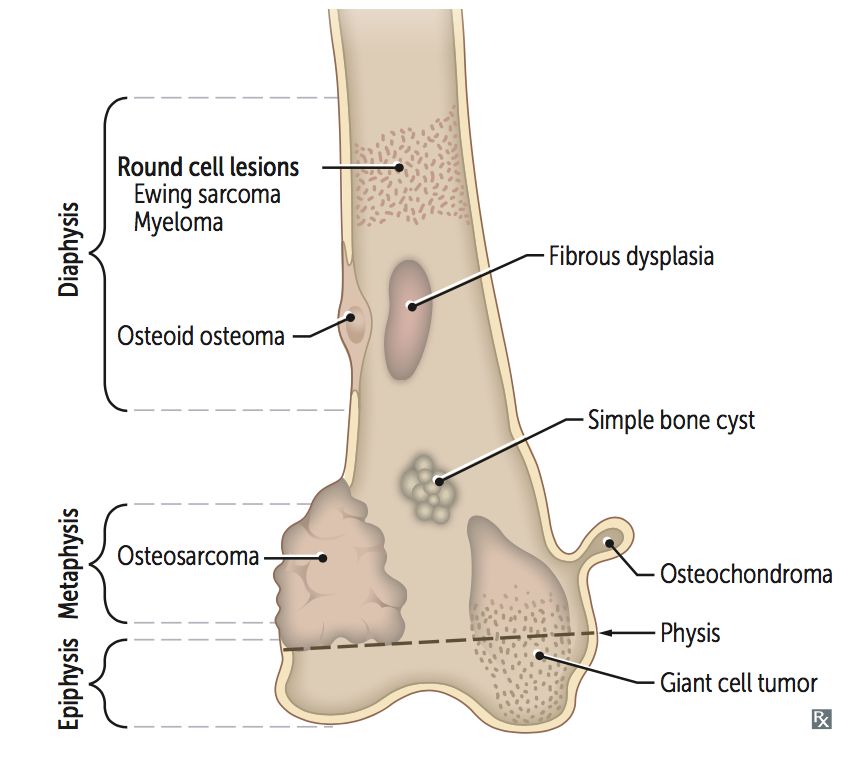 Diaphysis
Round cell lesions
Ewing sarcoma
Myeloma
Fibrous dysplasia
Osteoid osteoma
Simple bone cyst
Metaphysis
Osteosarcoma
Osteochondroma
Physis
Epiphysis
Giant cell tumor
RX